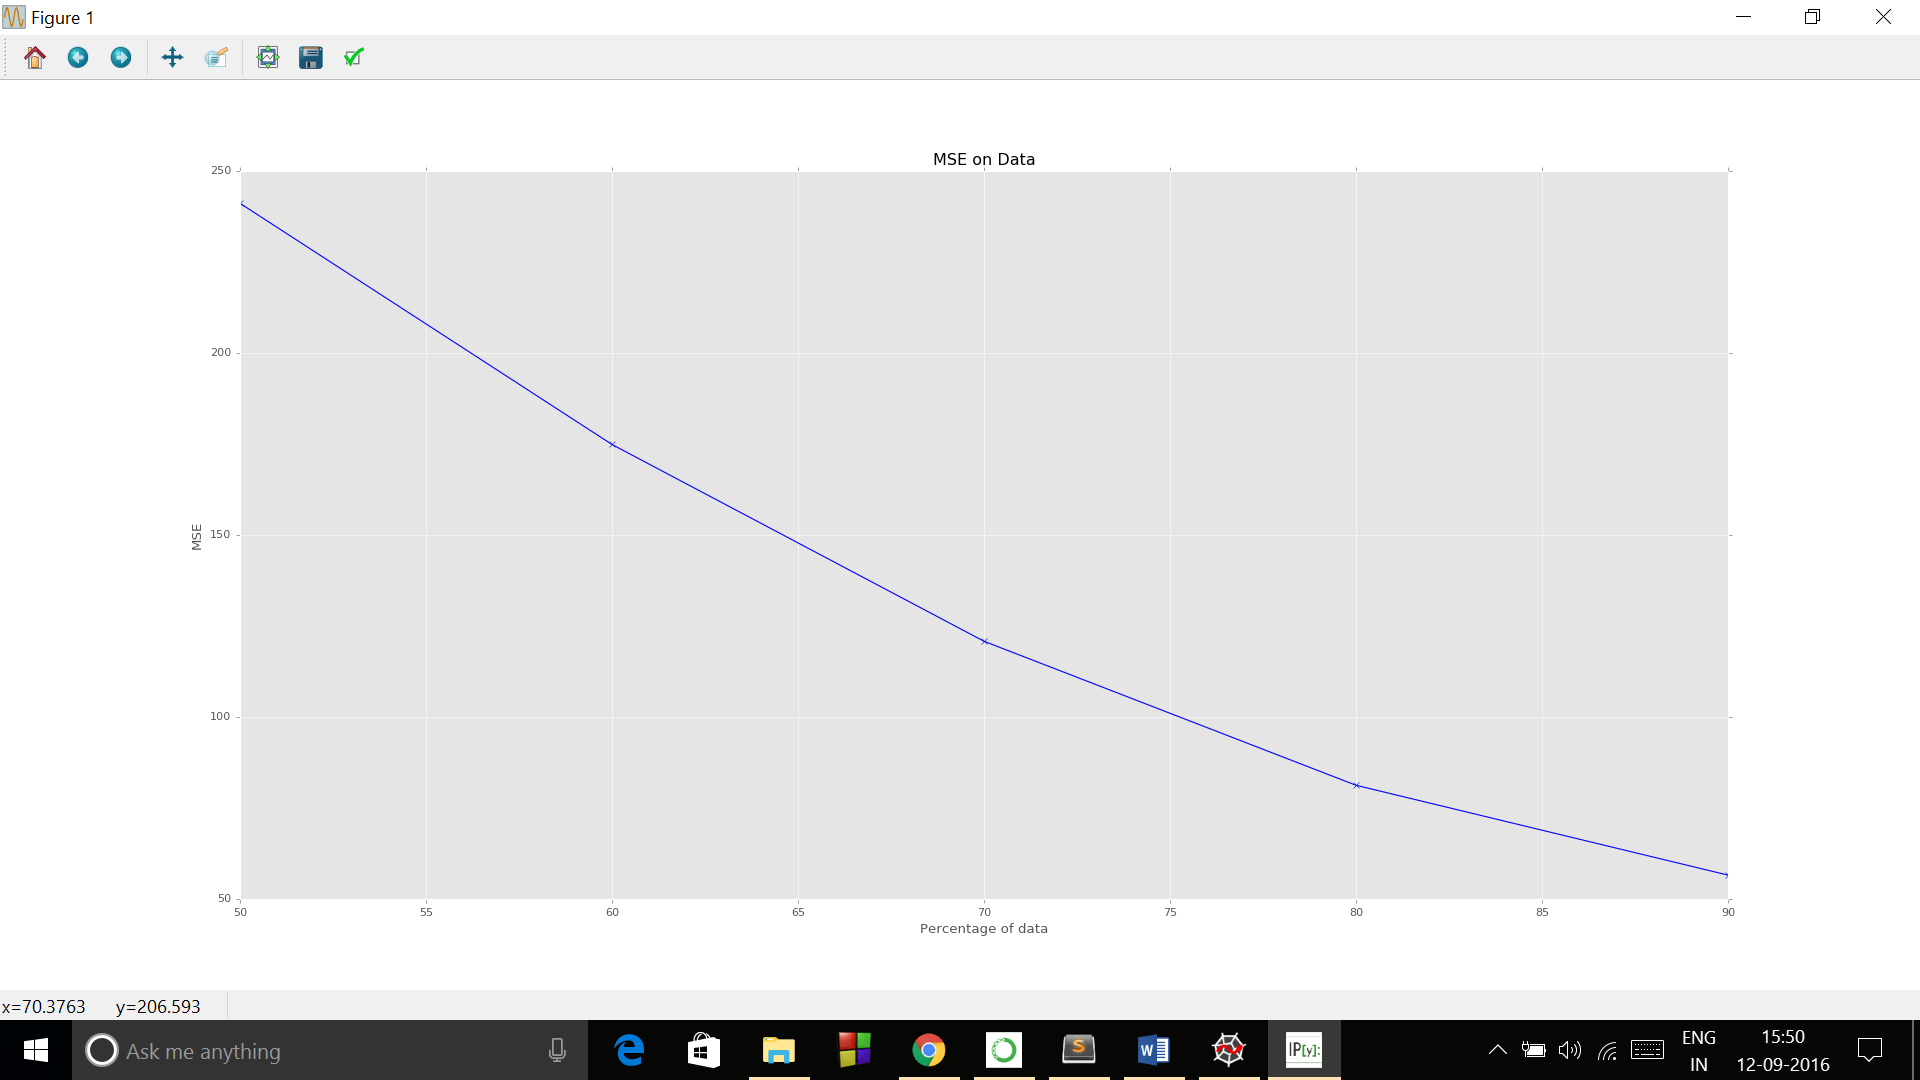 Figure 1
MSE on Data
250
200
150
100
50
MSE
50 55 60 65 70 75 80 85 90
Percentage of data
x=70.3763 y=206.593
Ask me anything
S
W
IP[y]:
ENG
IN
15:50
12-09-2016